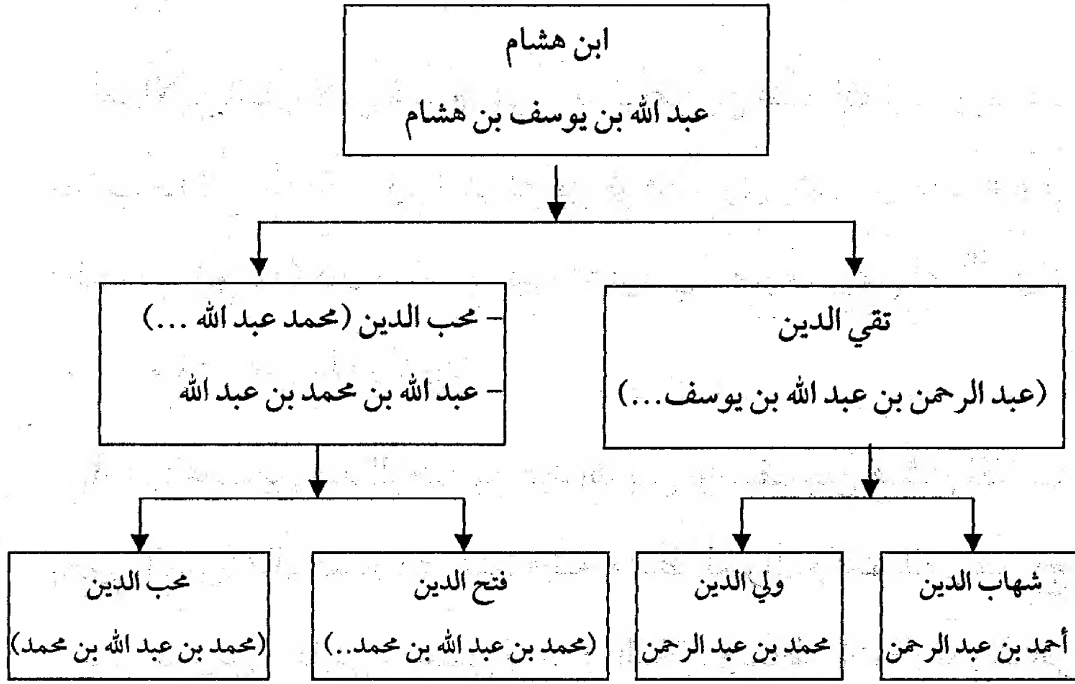 ابن هشام
عبد الله بن يوسف بن هشام
تقي الدين
(عبد الرحمن بن عبد الله بن يوسف...)
– محب الدين (محمد عبد الله ...)
– عبد الله بن محمد بن عبد الله
شهاب الدين
أحمد بن عبد الرحمن
ولي الدين
محمد بن عبد الرحمن
فتح الدين
(محمد بن عبد الله بن محمد..)
محب الدين
(محمد بن عبد الله بن محمد)